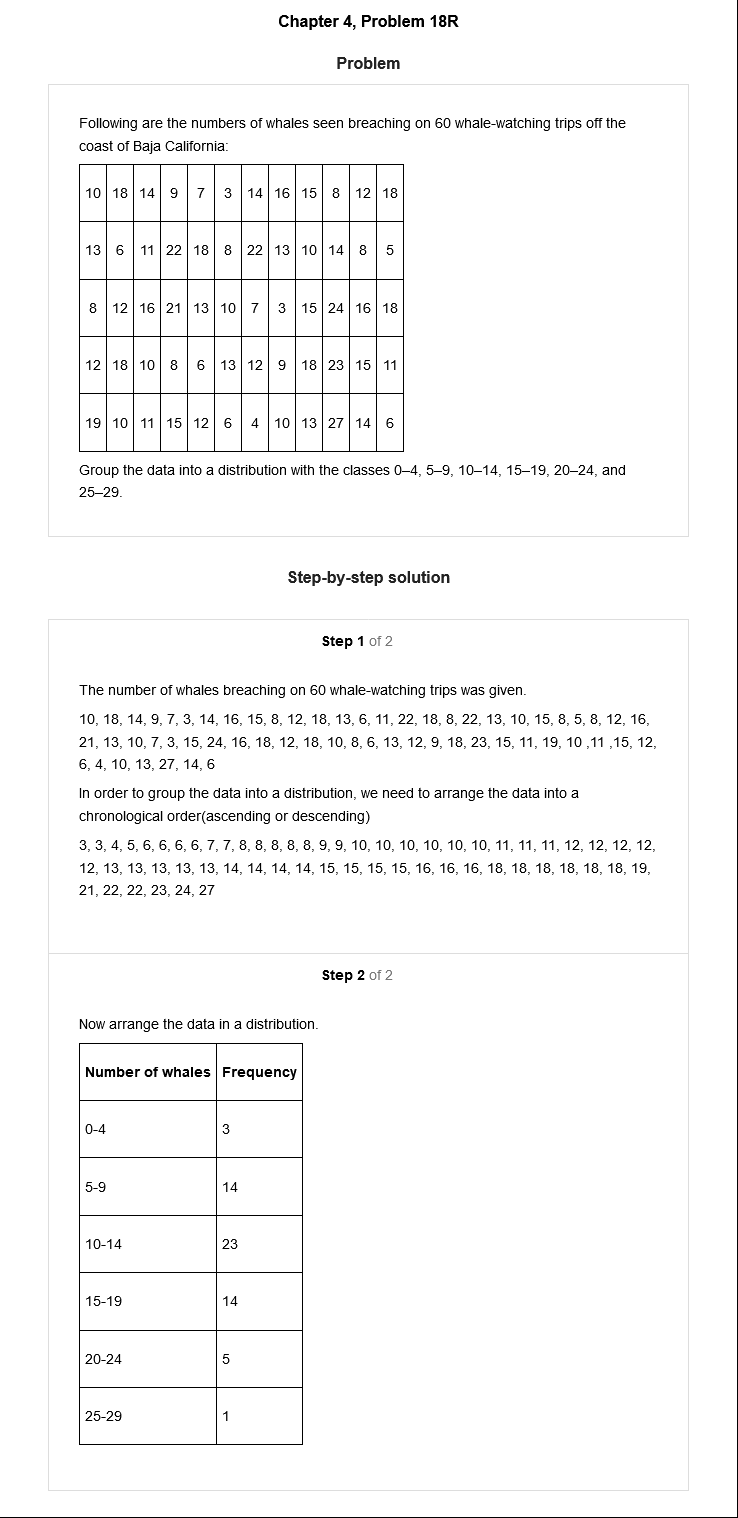 Chapter 4, Problem 18R
Problem
Following are the numbers of whales seen breaching on 60 whale-watching trips off the
coast of Baja California:
10 18 14 9 7 3 14 16 15 8 12 18
13 6 11 22 18 8 22 13 10 14 8 5
8 12 16 21 13 10 7 3 15 24 16 18
12 18 10 8 6 13 12 9 18 23 15 11
19 10 11 15 12 6 4 10 13 27 14 6
Group the data into a distribution with the classes 0–4, 5–9, 10–14, 15–19, 20–24, and
25–29.
Step-by-step solution
Step 1 of 2
The number of whales breaching on 60 whale-watching trips was given.
10, 18, 14, 9, 7, 3, 14, 16, 15, 8, 12, 18, 13, 6, 11, 22, 18, 8, 22, 13, 10, 15, 8, 5, 8, 12, 16,
21, 13, 10, 7, 3, 15, 24, 16, 18, 12, 18, 10, 8, 6, 13, 12, 9, 18, 23, 15, 11, 19, 10 ,11 ,15, 12,
6, 4, 10, 13, 27, 14, 6
In order to group the data into a distribution, we need to arrange the data into a
chronological order(ascending or descending)
3, 3, 4, 5, 6, 6, 6, 6, 7, 7, 8, 8, 8, 8, 8, 9, 9, 10, 10, 10, 10, 10, 10, 11, 11, 11, 12, 12, 12, 12,
12, 13, 13, 13, 13, 13, 14, 14, 14, 14, 15, 15, 15, 15, 16, 16, 16, 18, 18, 18, 18, 18, 18, 19,
21, 22, 22, 23, 24, 27
Step 2 of 2
Now arrange the data in a distribution.
Number of whales Frequency
0-4 3
5-9 14
10-14 23
15-19 14
20-24 5
25-29 1